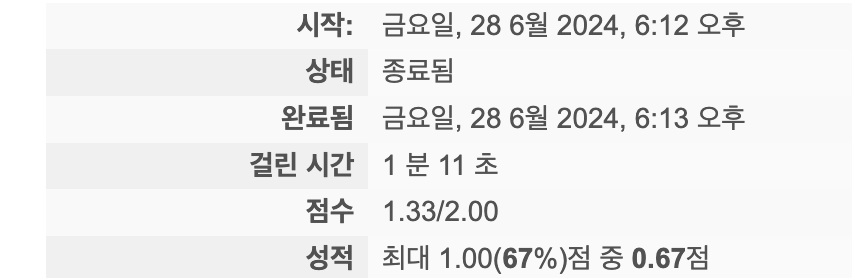 시작: 금요일, 28 6월 2024, 6:12 오후
상태 종료됨
완료됨 금요일, 28 6월 2024, 6:13 오후
걸린 시간 1 분 11 초
점수 1.33/2.00
성적 최대 1.00(67%)점 중 0.67점